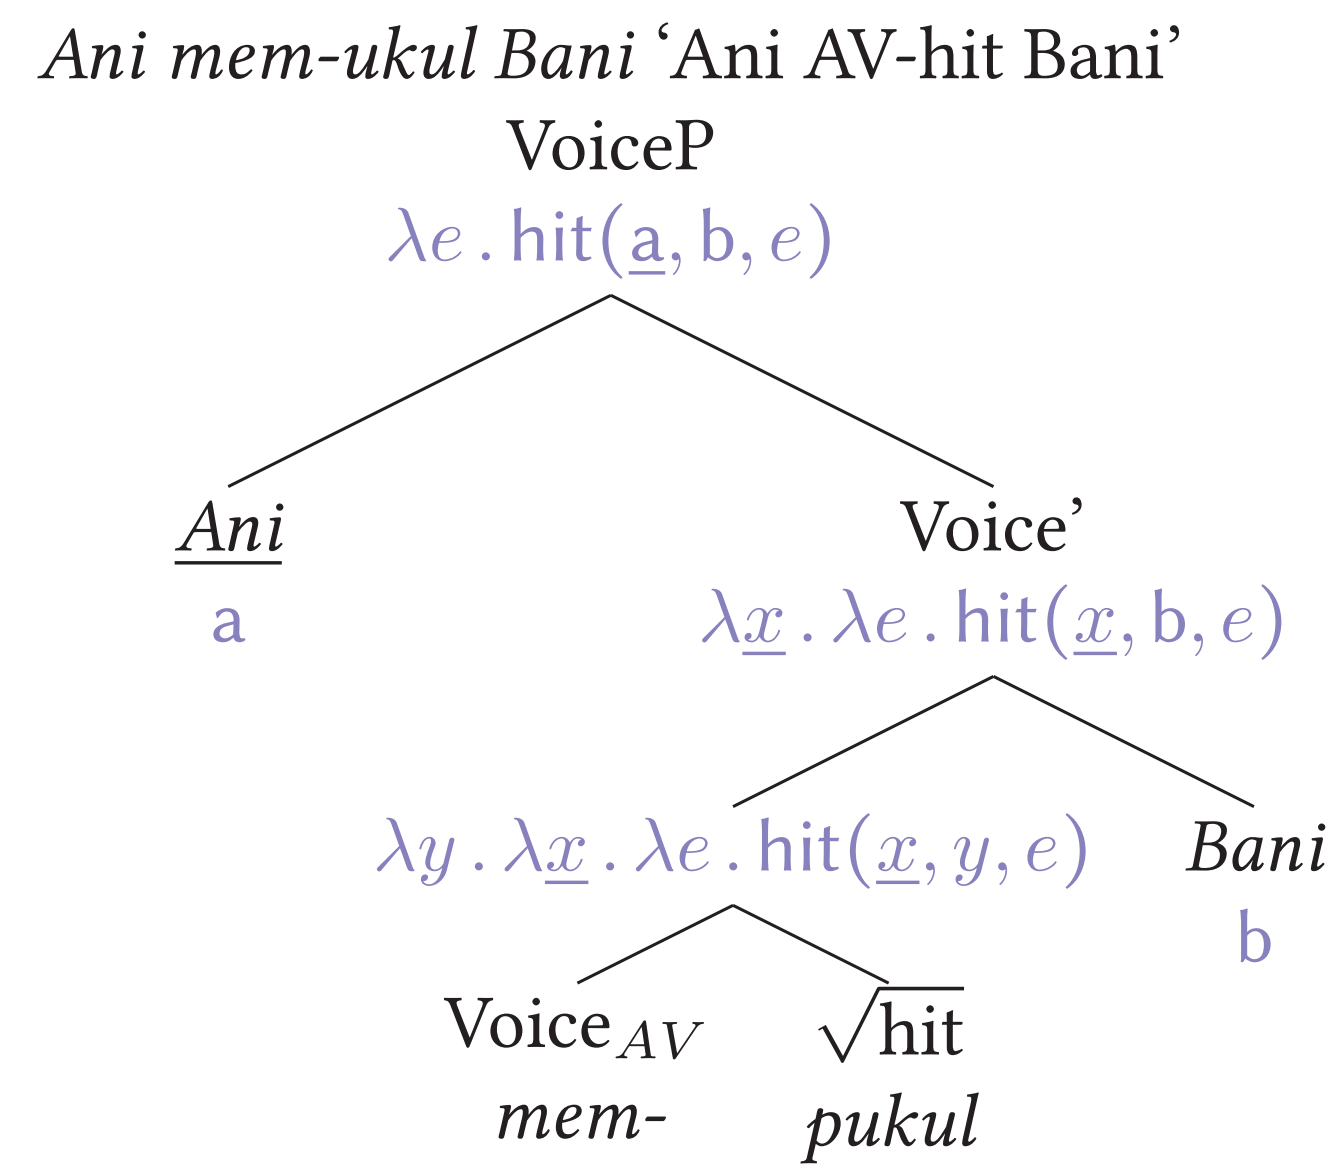 Ani mem-ukul Bani ‘Ani AV-hit Bani’
VoiceP
λe . hit(a, b, e)
Ani
Voice’
a
λx . λe . hit(x, b, e)
λy . λx . λe . hit(x, y, e)
Bani
b
Voice_AV
√hit
mem-
pukul